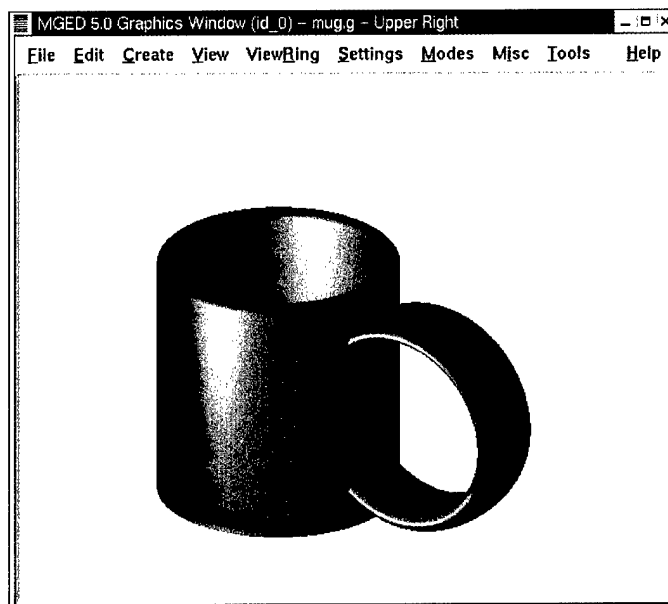 MGED 5.0 Graphics Window (id_0) – mug.g – Upper Right
File Edit Create View ViewRing Settings Modes Misc Tools Help